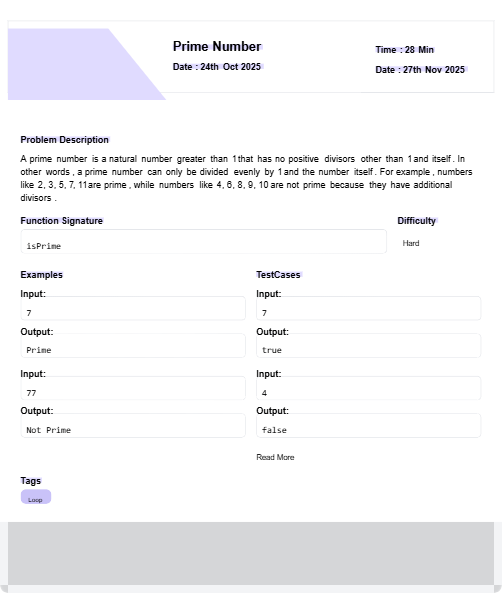 Prime Number
Time : 28 Min
Date : 24th Oct 2025
Date : 27th Nov 2025
Problem Description
A prime number is a natural number greater than 1 that has no positive divisors other than 1 and itself . In
other words , a prime number can only be divided evenly by 1 and the number itself . For example , numbers
like 2, 3, 5, 7, 11 are prime , while numbers like 4, 6, 8, 9, 10 are not prime because they have additional
divisors .
Function Signature
Difficulty
isPrime
Hard
Examples
TestCases
Input:
Input:
7
7
Output:
Output:
Prime
true
Input:
Input:
77
4
Output:
Output:
Not Prime
false
Read More
Tags
Loop